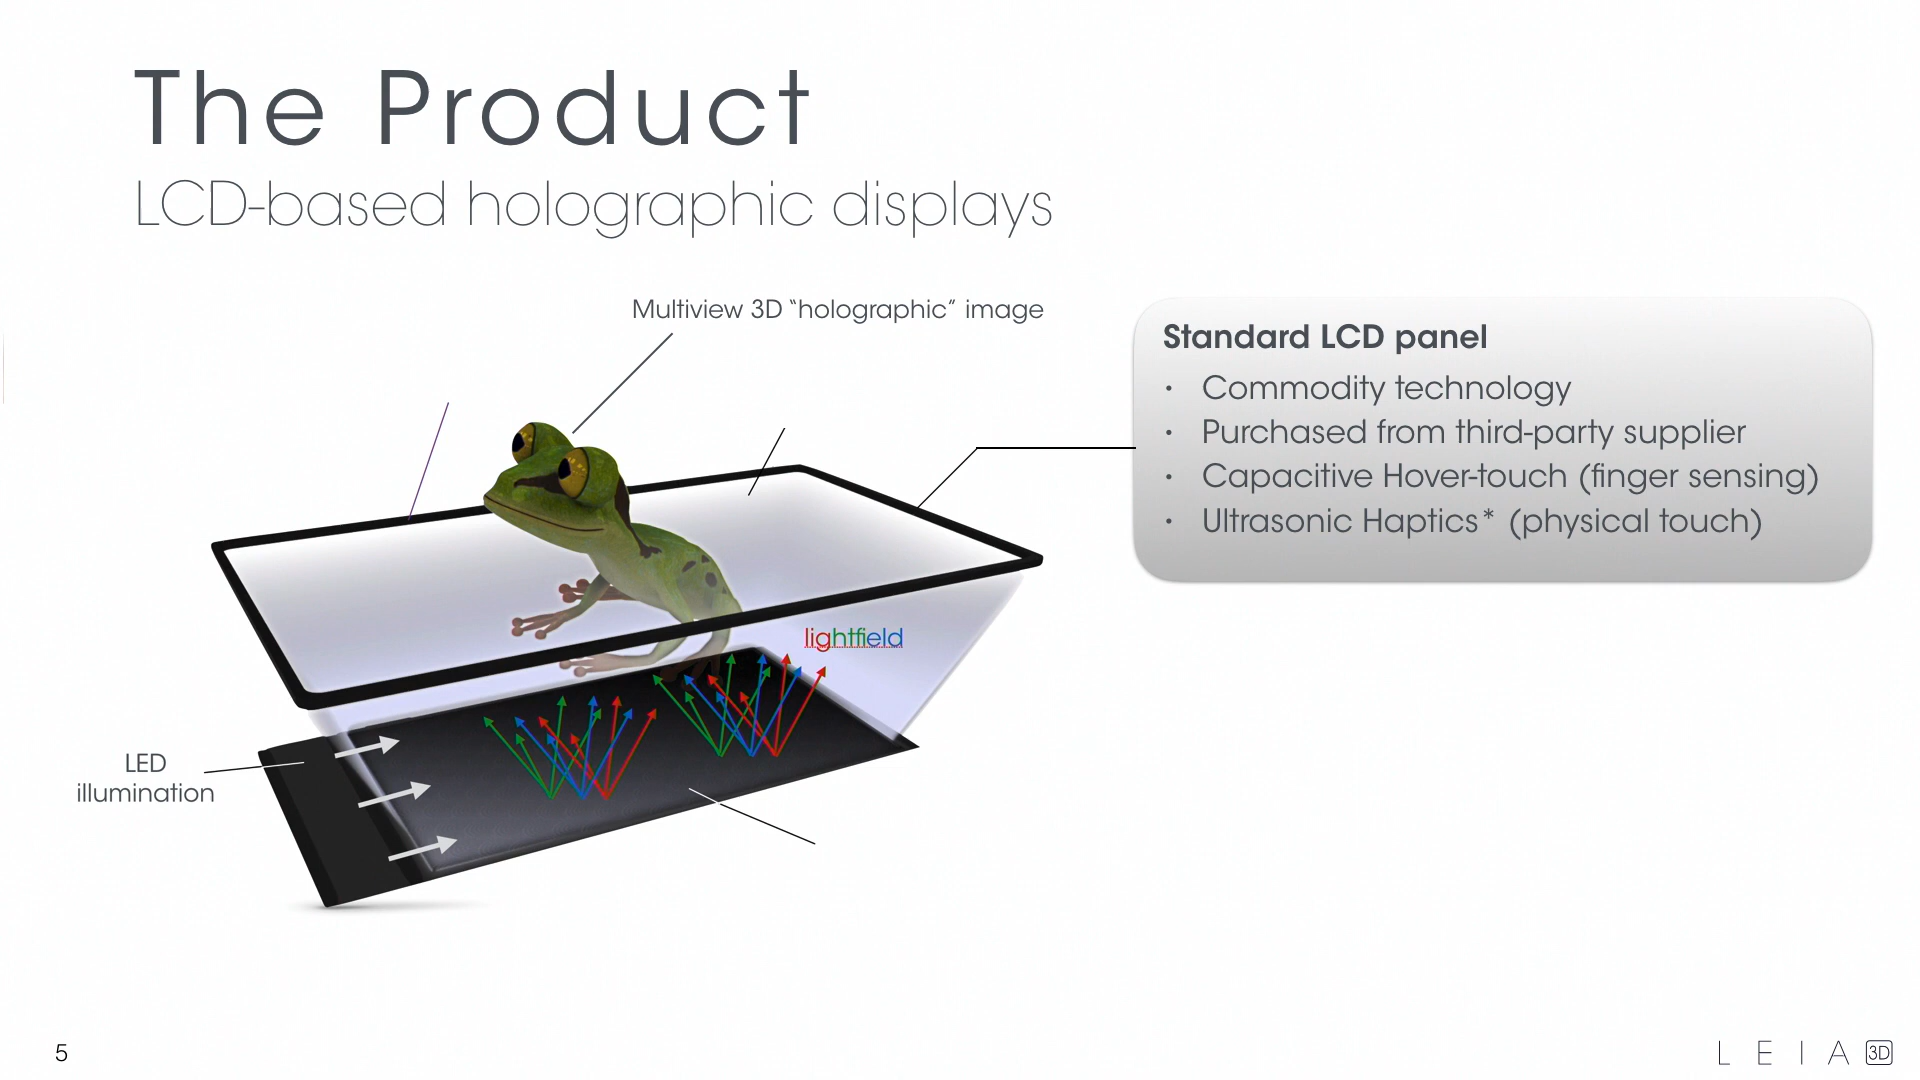 The Product
LCD-based holographic displays
Multiview 3D “holographic” image
Standard LCD panel
• Commodity technology
• Purchased from third-party supplier
• Capacitive Hover-touch (finger sensing)
• Ultrasonic Haptics* (physical touch)
lightfield
LED
illumination
5
LEIA 3D